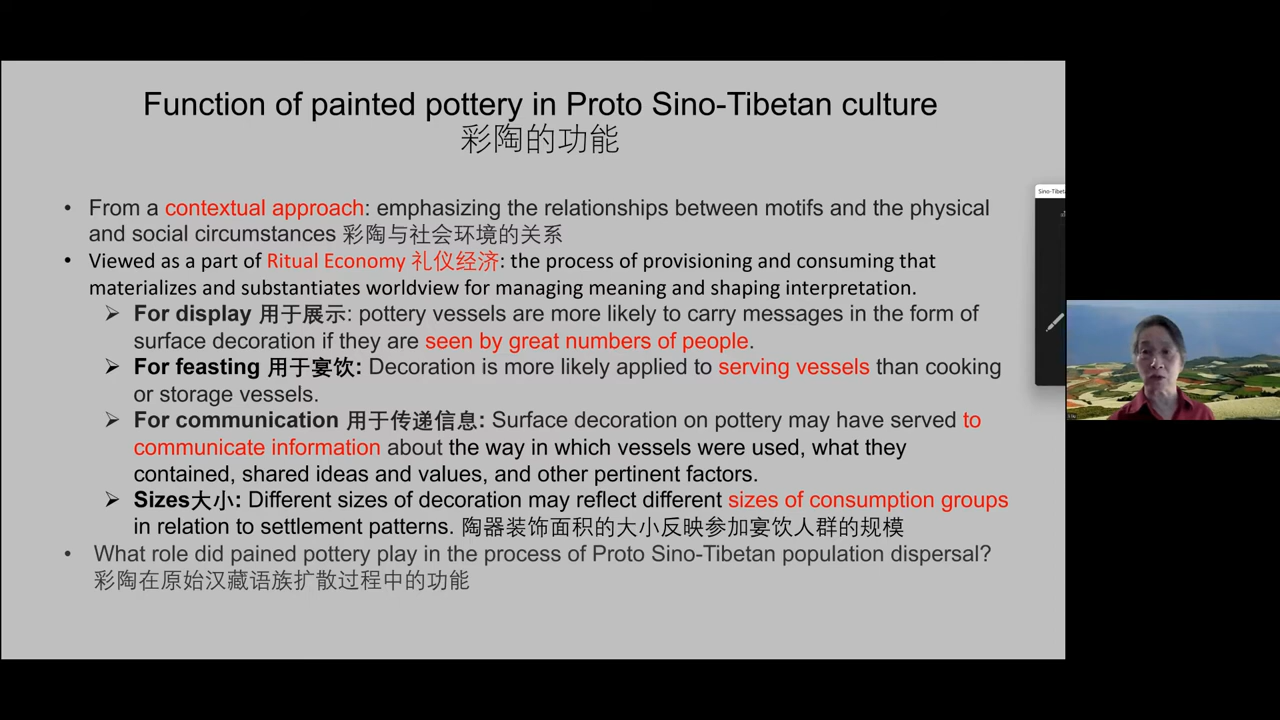 Function of painted pottery in Proto Sino-Tibetan culture
彩陶的功能
• From a contextual approach: emphasizing the relationships between motifs and the physical
and social circumstances 彩陶与社会环境的关系
• Viewed as a part of Ritual Economy 礼仪经济: the process of provisioning and consuming that
materializes and substantiates worldview for managing meaning and shaping interpretation.
➢ For display 用于展示: pottery vessels are more likely to carry messages in the form of
surface decoration if they are seen by great numbers of people.
➢ For feasting 用于宴饮: Decoration is more likely applied to serving vessels than cooking
or storage vessels.
➢ For communication 用于传递信息: Surface decoration on pottery may have served to
communicate information about the way in which vessels were used, what they
contained, shared ideas and values, and other pertinent factors.
➢ Sizes大小: Different sizes of decoration may reflect different sizes of consumption groups
in relation to settlement patterns. 陶器装饰面积的大小反映参加宴饮人群的规模
• What role did pained pottery play in the process of Proto Sino-Tibetan population dispersal?
彩陶在原始汉藏语族扩散过程中的功能